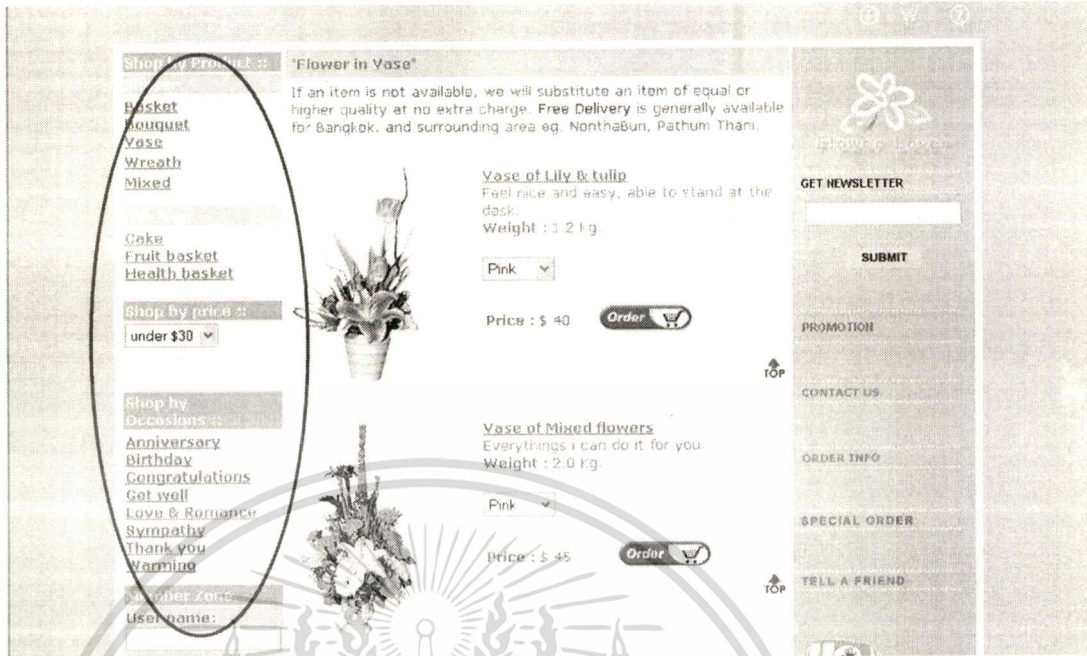 Shop by Product ::
Basket
Bouquet
Vase
Wreath
Mixed
Cake
Fruit basket
Health basket
Shop by price ::
under $30
Shop by
Occasions ::
Anniversary
Birthday
Congratulations
Get well
Love & Romance
Sympathy
Thank you
Warming
Member Zone
User name:
"Flower in Vase"
If an item is not available, we will substitute an item of equal or
higher quality at no extra charge. Free Delivery is generally available
for Bangkok. and surrounding area eg. NonthaBuri, Pathum Thani.
Vase of Lily & tulip
Feel nice and easy, able to stand at the
desk.
Weight : 1.2 kg.
Pink
Price : $ 40
Order
TOP
Vase of Mixed flowers
Everythings i can do it for you.
Weight : 2.0 Kg.
Pink
Price : $ 45
Order
TOP
GET NEWSLETTER
SUBMIT
PROMOTION
CONTACT US
ORDER INFO
SPECIAL ORDER
TELL A FRIEND